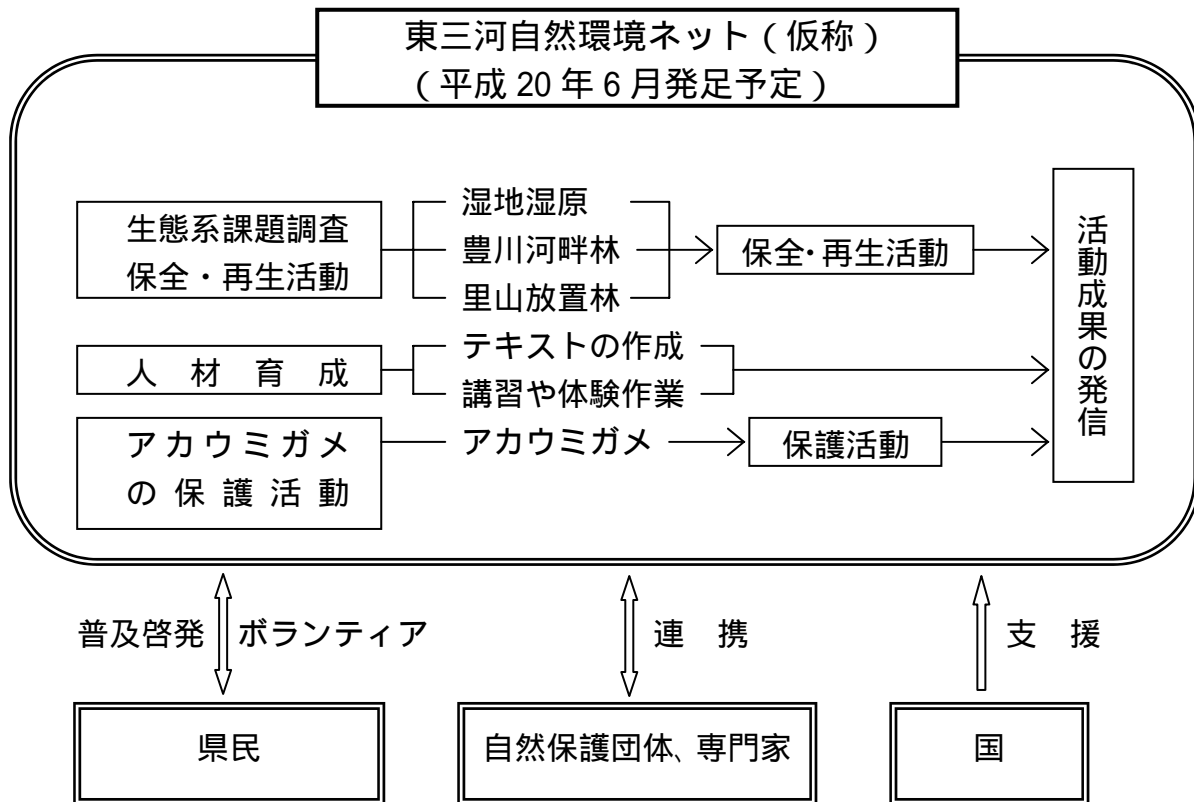 東三河自然環境ネット（仮称）
（平成 20 年 6 月発足予定）
生態系課題調査
保全・再生活動
湿地湿原
豊川河畔林
里山放置林
保全・再生活動
人材育成
テキストの作成
講習や体験作業
アカウミガメ
の保護活動
アカウミガメ
保護活動
活動成果の発信
普及啓発
ボランティア
連携
支援
県民
自然保護団体、専門家
国